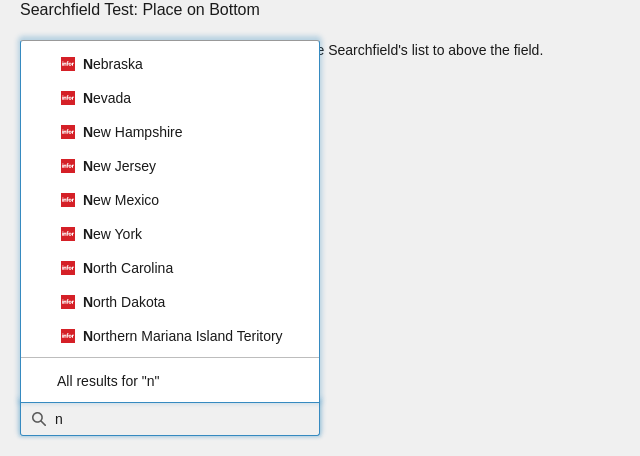 Searchfield Test: Place on Bottom
Searchfield's list to above the field.
infor Nebraska
infor Nevada
infor New Hampshire
infor New Jersey
infor New Mexico
infor New York
infor North Carolina
infor North Dakota
infor Northern Mariana Island Teritory
All results for "n"
n